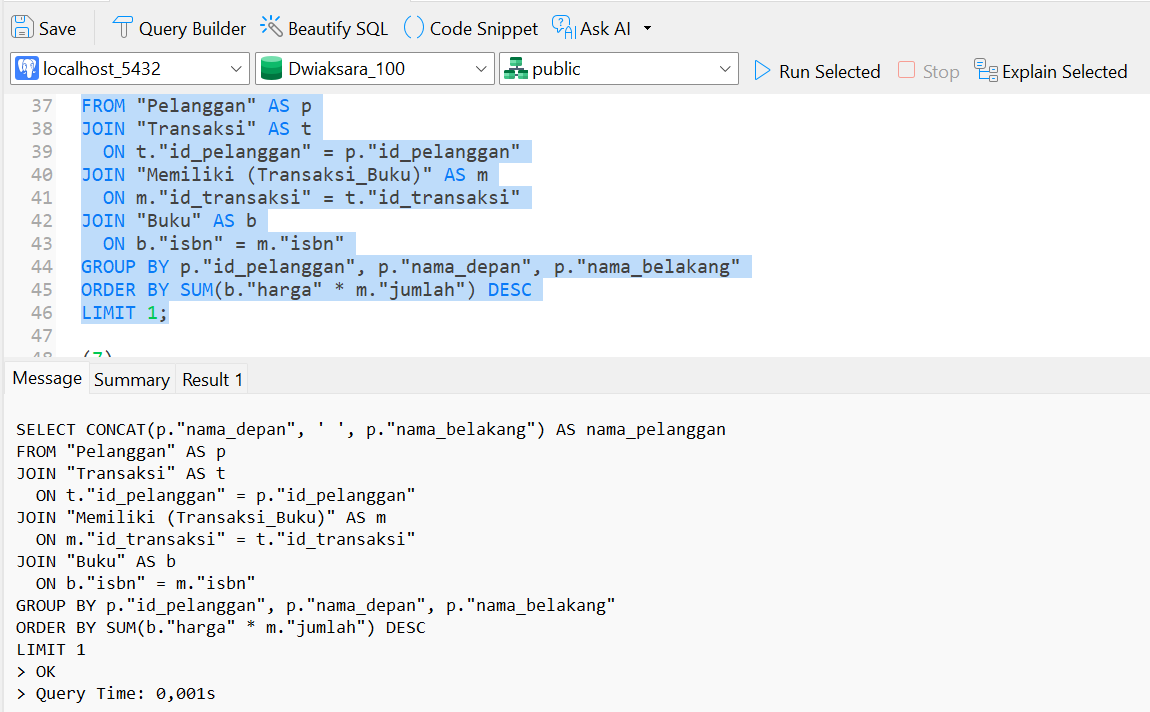 Save Query Builder Beautify SQL Code Snippet Ask AI
localhost_5432 Dwiaksara_100 public Run Selected Stop Explain Selected
37 FROM "Pelanggan" AS p
38 JOIN "Transaksi" AS t
39 ON t."id_pelanggan" = p."id_pelanggan"
40 JOIN "Memiliki (Transaksi_Buku)" AS m
41 ON m."id_transaksi" = t."id_transaksi"
42 JOIN "Buku" AS b
43 ON b."isbn" = m."isbn"
44 GROUP BY p."id_pelanggan", p."nama_depan", p."nama_belakang"
45 ORDER BY SUM(b."harga" * m."jumlah") DESC
46 LIMIT 1;
47
48 (7)
Message Summary Result 1
SELECT CONCAT(p."nama_depan", ' ', p."nama_belakang") AS nama_pelanggan
FROM "Pelanggan" AS p
JOIN "Transaksi" AS t
ON t."id_pelanggan" = p."id_pelanggan"
JOIN "Memiliki (Transaksi_Buku)" AS m
ON m."id_transaksi" = t."id_transaksi"
JOIN "Buku" AS b
ON b."isbn" = m."isbn"
GROUP BY p."id_pelanggan", p."nama_depan", p."nama_belakang"
ORDER BY SUM(b."harga" * m."jumlah") DESC
LIMIT 1
> OK
> Query Time: 0,001s